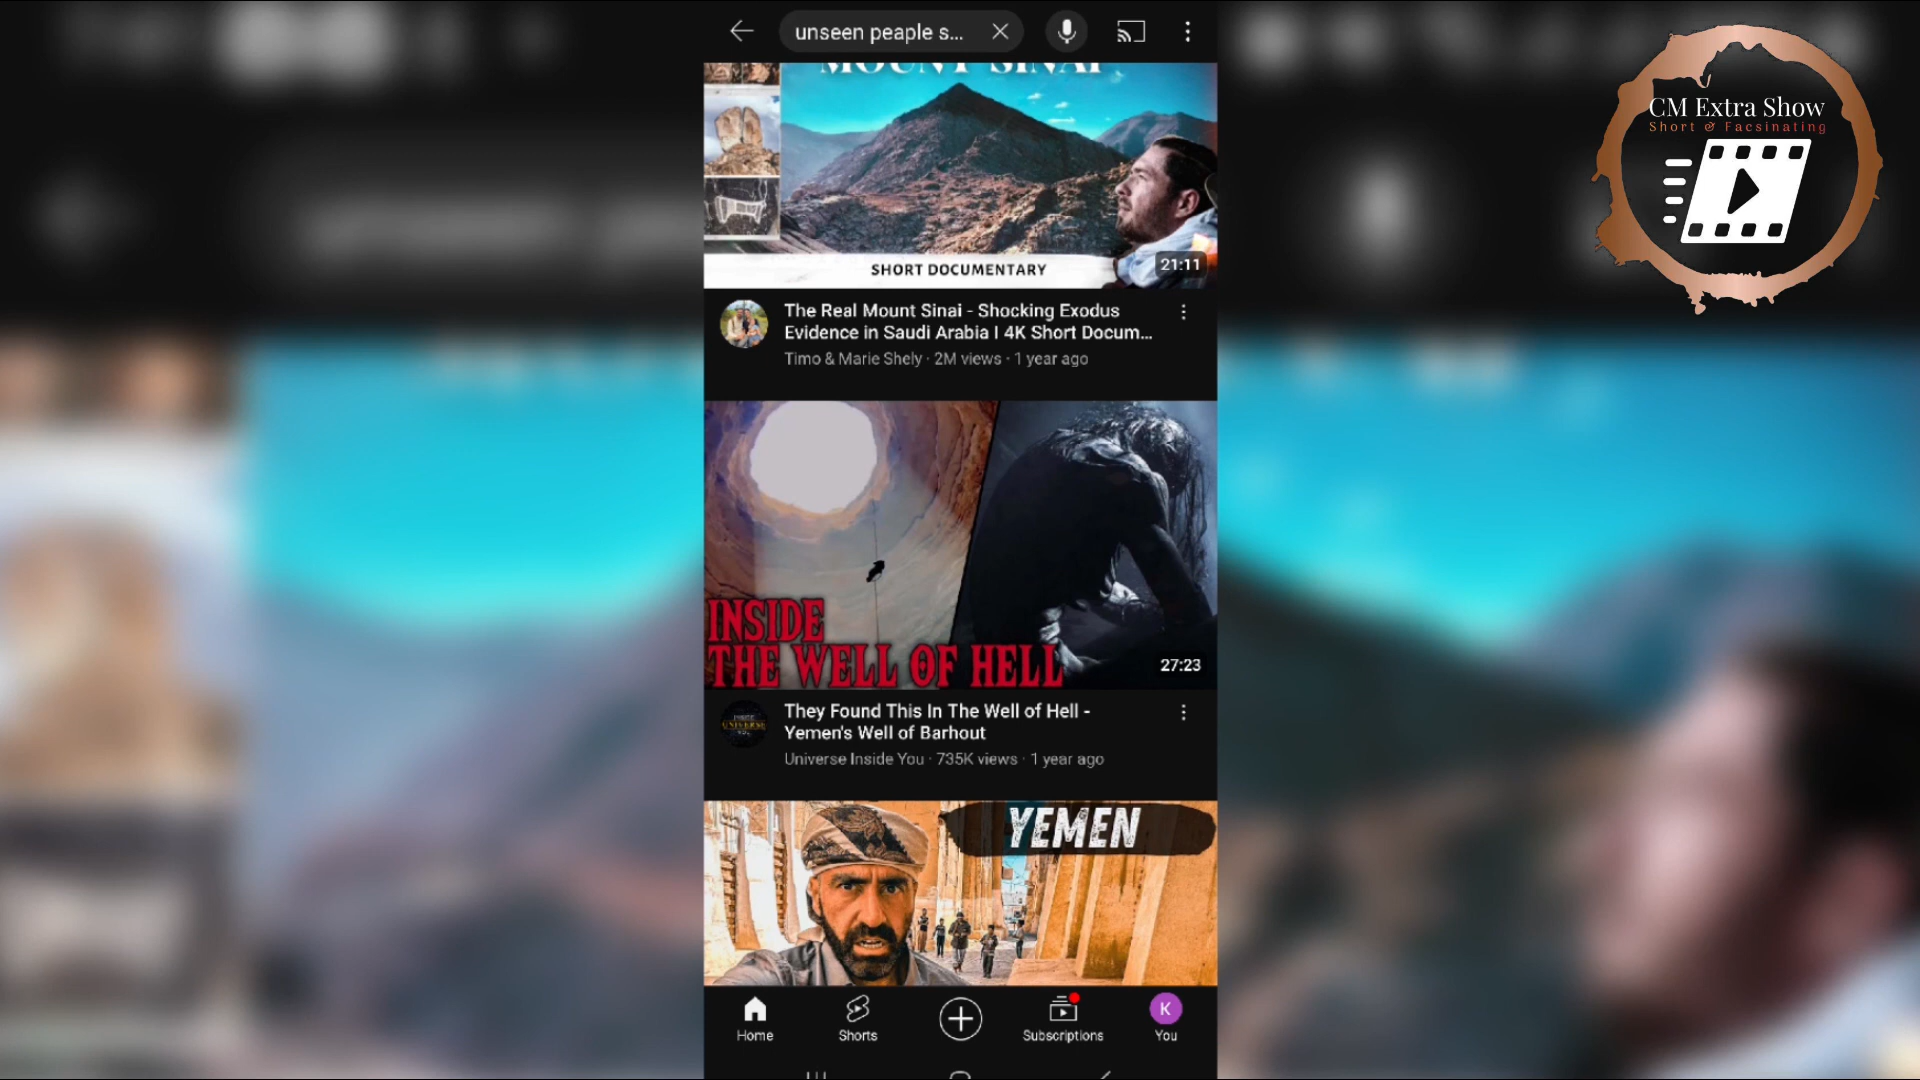 unseen peaple s...
CM Extra Show
Short & Facsinating
MOUNT SINAI
SHORT DOCUMENTARY
21:11
The Real Mount Sinai - Shocking Exodus
Evidence in Saudi Arabia I 4K Short Docum...
Timo & Marie Shely · 2M views · 1 year ago
INSIDE
THE WELL OF HELL
27:23
They Found This In The Well of Hell -
Yemen's Well of Barhout
Universe Inside You · 735K views · 1 year ago
YEMEN
Home
Shorts
Subscriptions
K
You